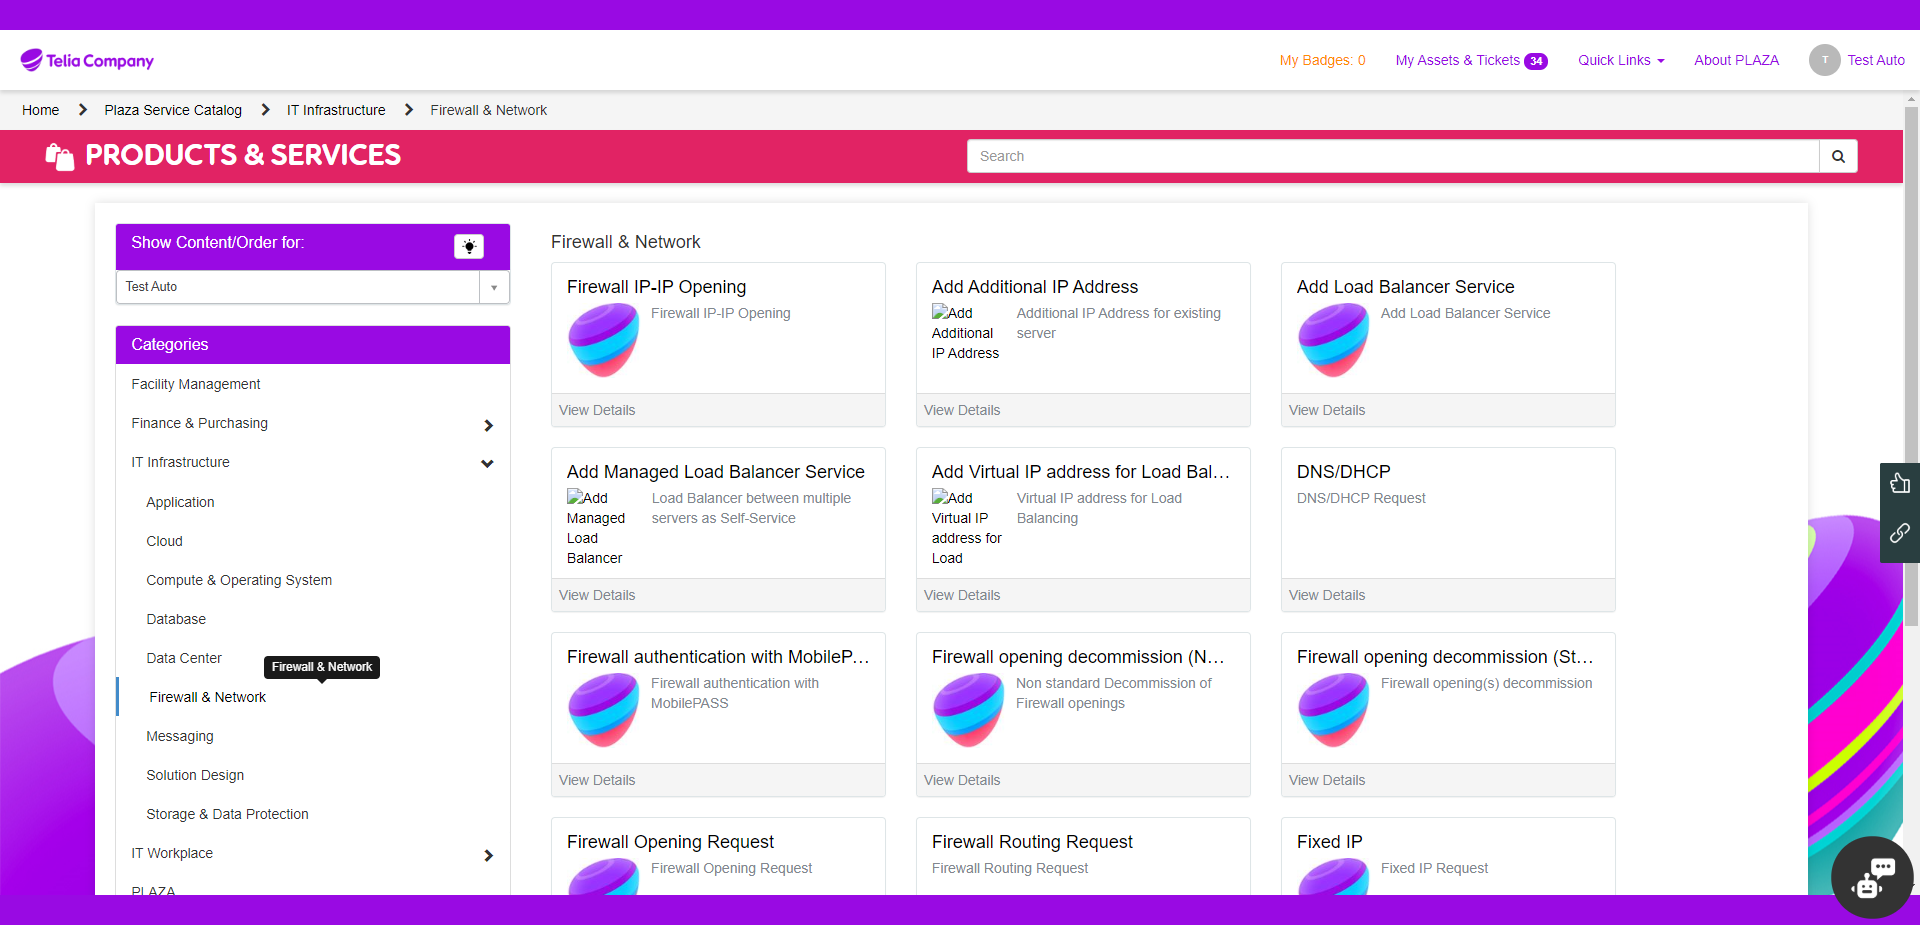 Telia Company
My Badges: 0
My Assets & Tickets 34
Quick Links
About PLAZA
T
Test Auto
Home
Plaza Service Catalog
IT Infrastructure
Firewall & Network
PRODUCTS & SERVICES
Search
Show Content/Order for:
Test Auto
Categories
Facility Management
Finance & Purchasing
IT Infrastructure
Application
Cloud
Compute & Operating System
Database
Data Center
Firewall & Network
Firewall & Network
Messaging
Solution Design
Storage & Data Protection
IT Workplace
PLAZA
Firewall & Network
Firewall IP-IP Opening
Firewall IP-IP Opening
View Details
Add Additional IP Address
Add
Additional
IP Address
Additional IP Address for existing
server
View Details
Add Load Balancer Service
Add Load Balancer Service
View Details
Add Managed Load Balancer Service
Add
Managed
Load
Balancer
Load Balancer between multiple
servers as Self-Service
View Details
Add Virtual IP address for Load Bal...
Add
Virtual IP
address for
Load
Virtual IP address for Load
Balancing
View Details
DNS/DHCP
DNS/DHCP Request
View Details
Firewall authentication with MobileP...
Firewall authentication with
MobilePASS
View Details
Firewall opening decommission (N...
Non standard Decommission of
Firewall openings
View Details
Firewall opening decommission (St...
Firewall opening(s) decommission
View Details
Firewall Opening Request
Firewall Opening Request
Firewall Routing Request
Firewall Routing Request
Fixed IP
Fixed IP Request